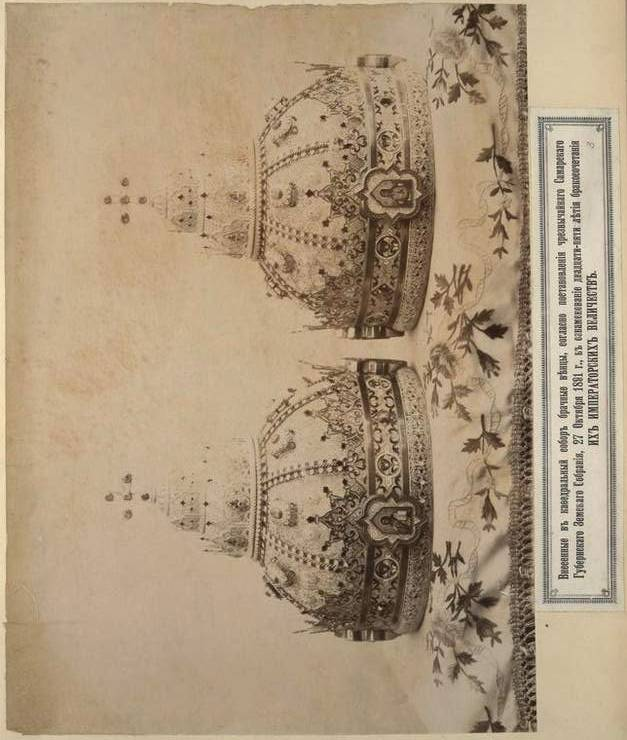 Внесенные въ каѳедральный соборъ брачные вѣнцы, согласно постановленія чрезвычайнаго Самарскаго
Губернскаго Земскаго Собранія, 27 Октября 1891 г., въ ознаменованіе двадцати-пяти лѣтія бракосочетанія
ИХЪ ИМПЕРАТОРСКИХЪ ВЕЛИЧЕСТВЪ.